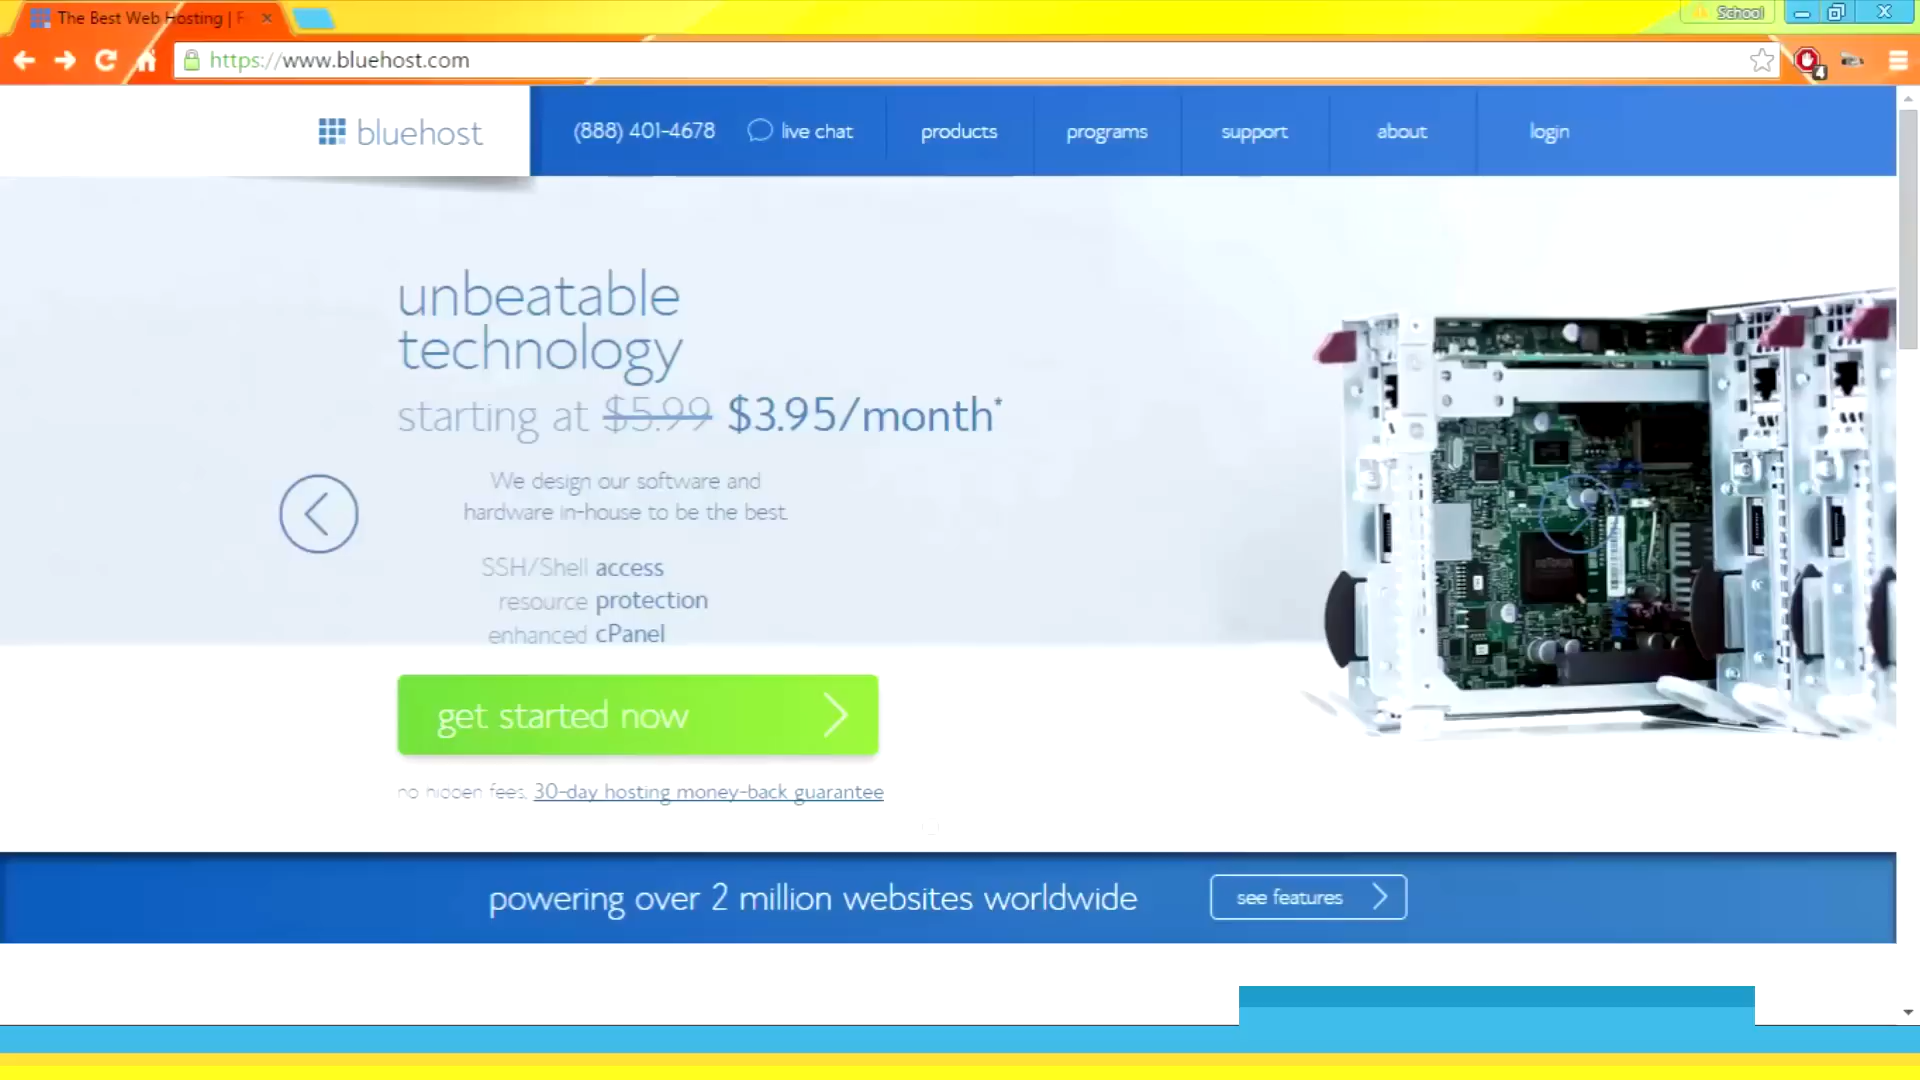 The Best Web Hosting | F
School
https://www.bluehost.com
4
bluehost
(888) 401-4678
live chat
products
programs
support
about
login
unbeatable
technology
starting at $5.99 $3.95/month*
We design our software and
hardware in-house to be the best.
SSH/Shell access
resource protection
enhanced cPanel
get started now
no hidden fees, 30-day hosting money-back guarantee
powering over 2 million websites worldwide
see features